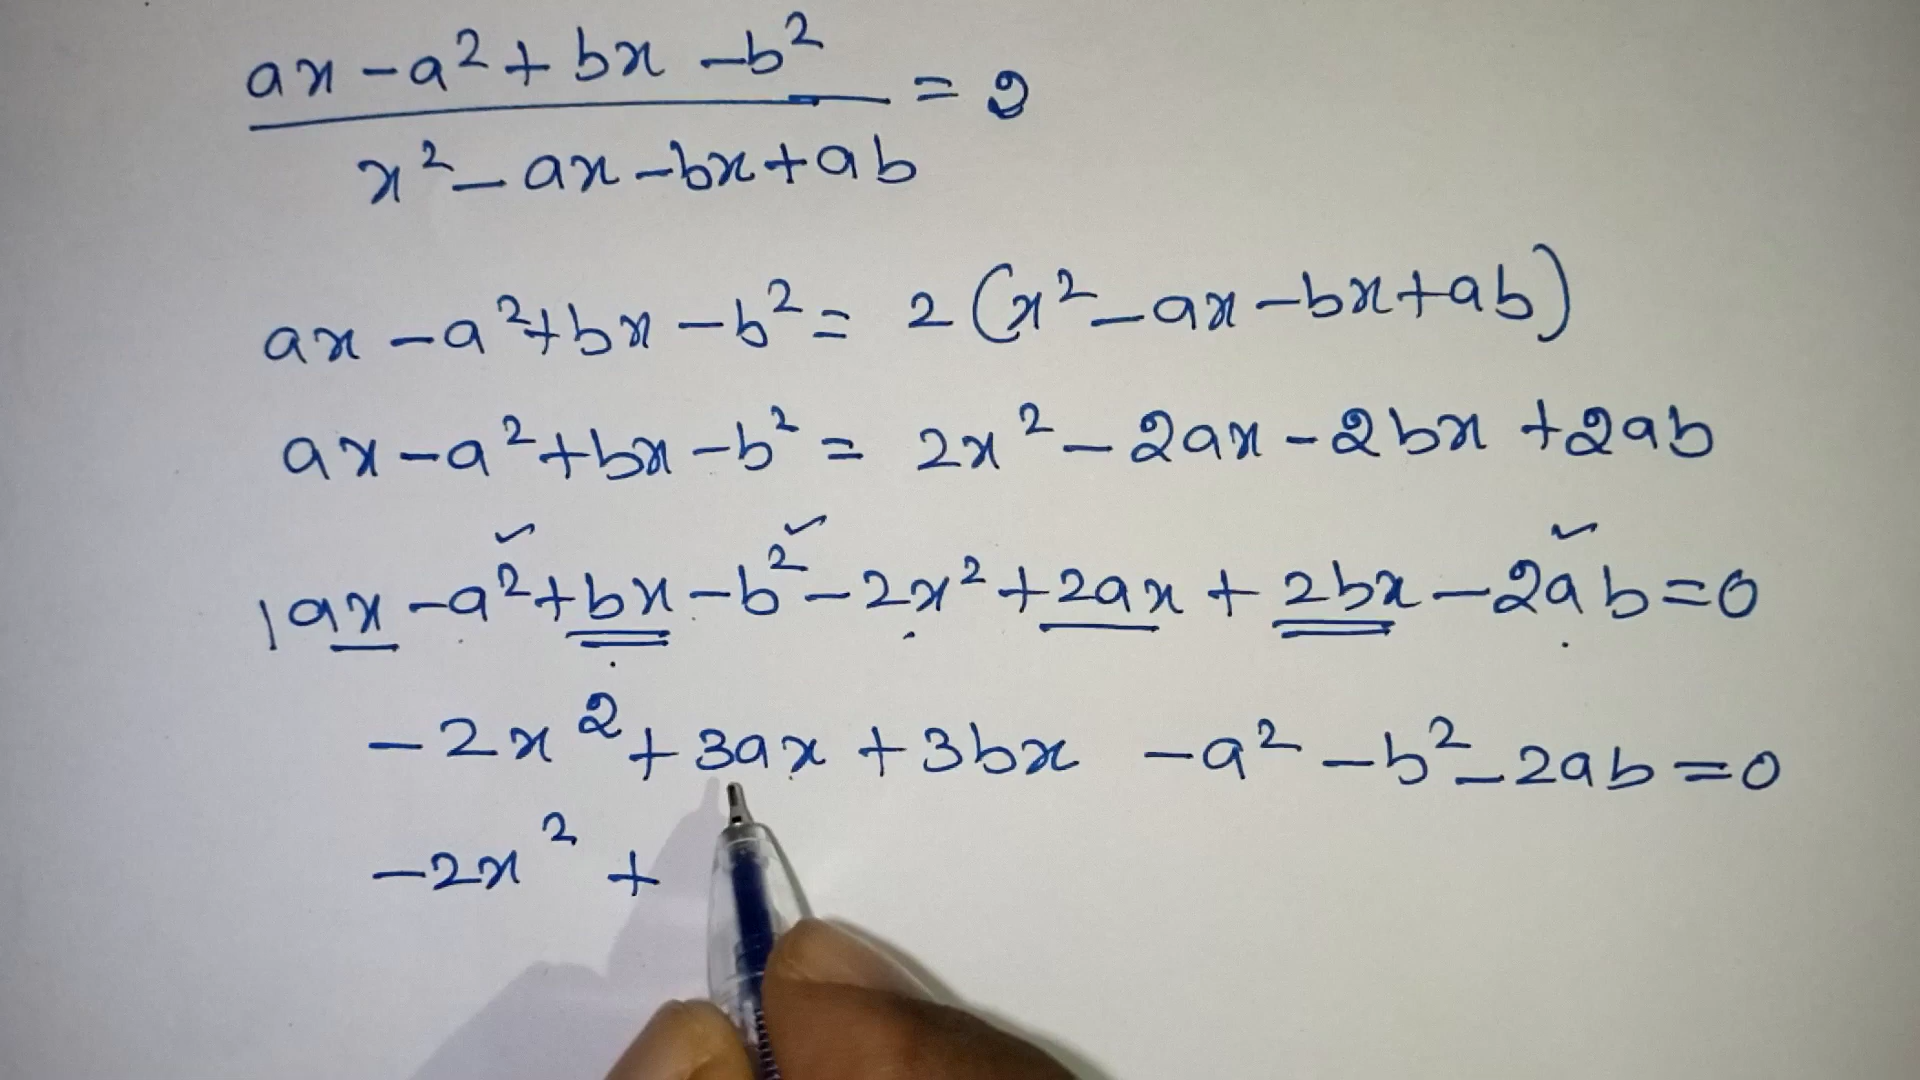 ax - a² + bx - b² = 2
x² - ax - bx + ab
ax - a² + bx - b² = 2 (x² - ax - bx + ab)
ax - a² + bx - b² = 2x² - 2ax - 2bx + 2ab
1ax - a² + bx - b² - 2x² + 2ax + 2bx - 2ab = 0
- 2x² + 3ax + 3bx - a² - b² - 2ab = 0
- 2x² +